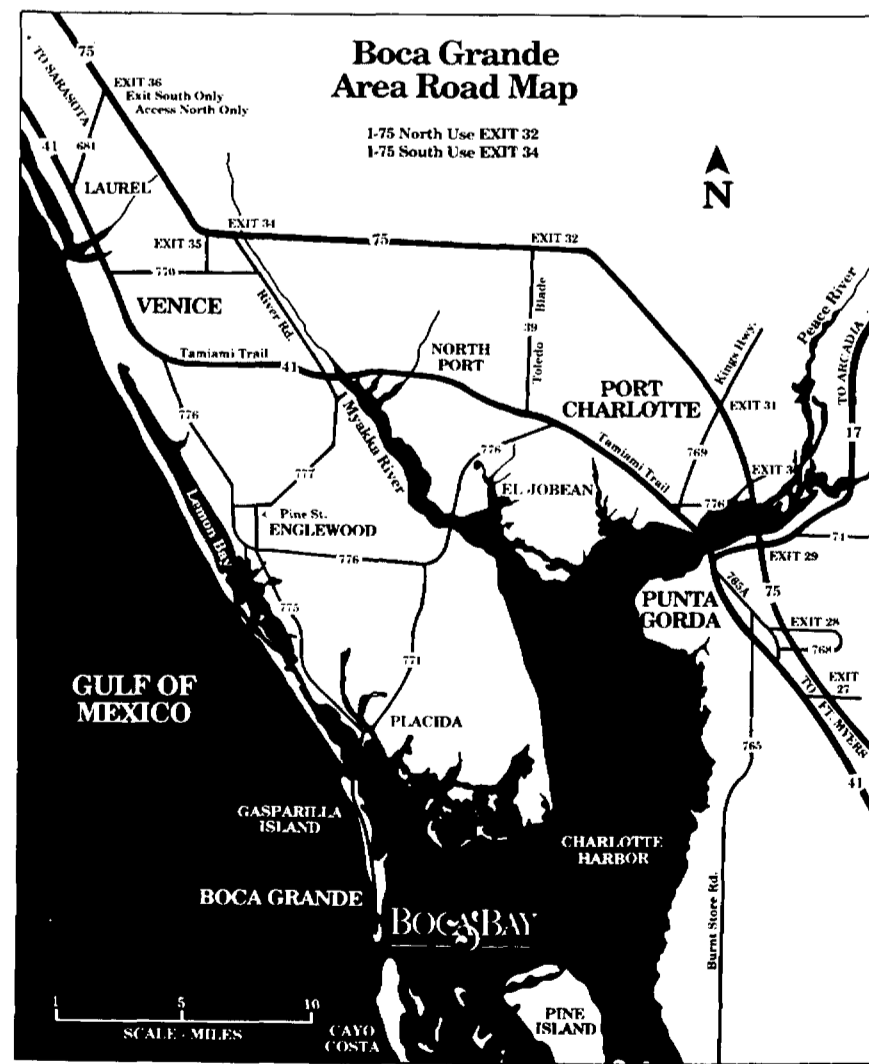 Boca Grande
Area Road Map
1-75 North Use EXIT 32
1-75 South Use EXIT 34
N
75
TO SARASOTA
EXIT 36
Exit South Only
Access North Only
41
681
LAUREL
EXIT 34
EXIT 35
75
EXIT 32
770
VENICE
River Rd.
Toledo Blade
39
Kings Hwy.
Peace River
TO ARCADIA
17
Tamiami Trail
41
NORTH
PORT
PORT
CHARLOTTE
EXIT 31
776
Myakka River
777
776
Tamiami Trail
769
EXIT 3
776
EL JOBEAN
Lemon Bay
Pine St.
ENGLEWOOD
776
74
EXIT 29
75
775
PUNTA
GORDA
765A
EXIT 28
768
EXIT
27
TO FT. MYERS
41
771
GULF OF
MEXICO
PLACIDA
765
GASPARILLA
ISLAND
CHARLOTTE
HARBOR
BOCA GRANDE
BOCA BAY
Burnt Store Rd.
1
5
10
SCALE - MILES
CAYO
COSTA
PINE
ISLAND